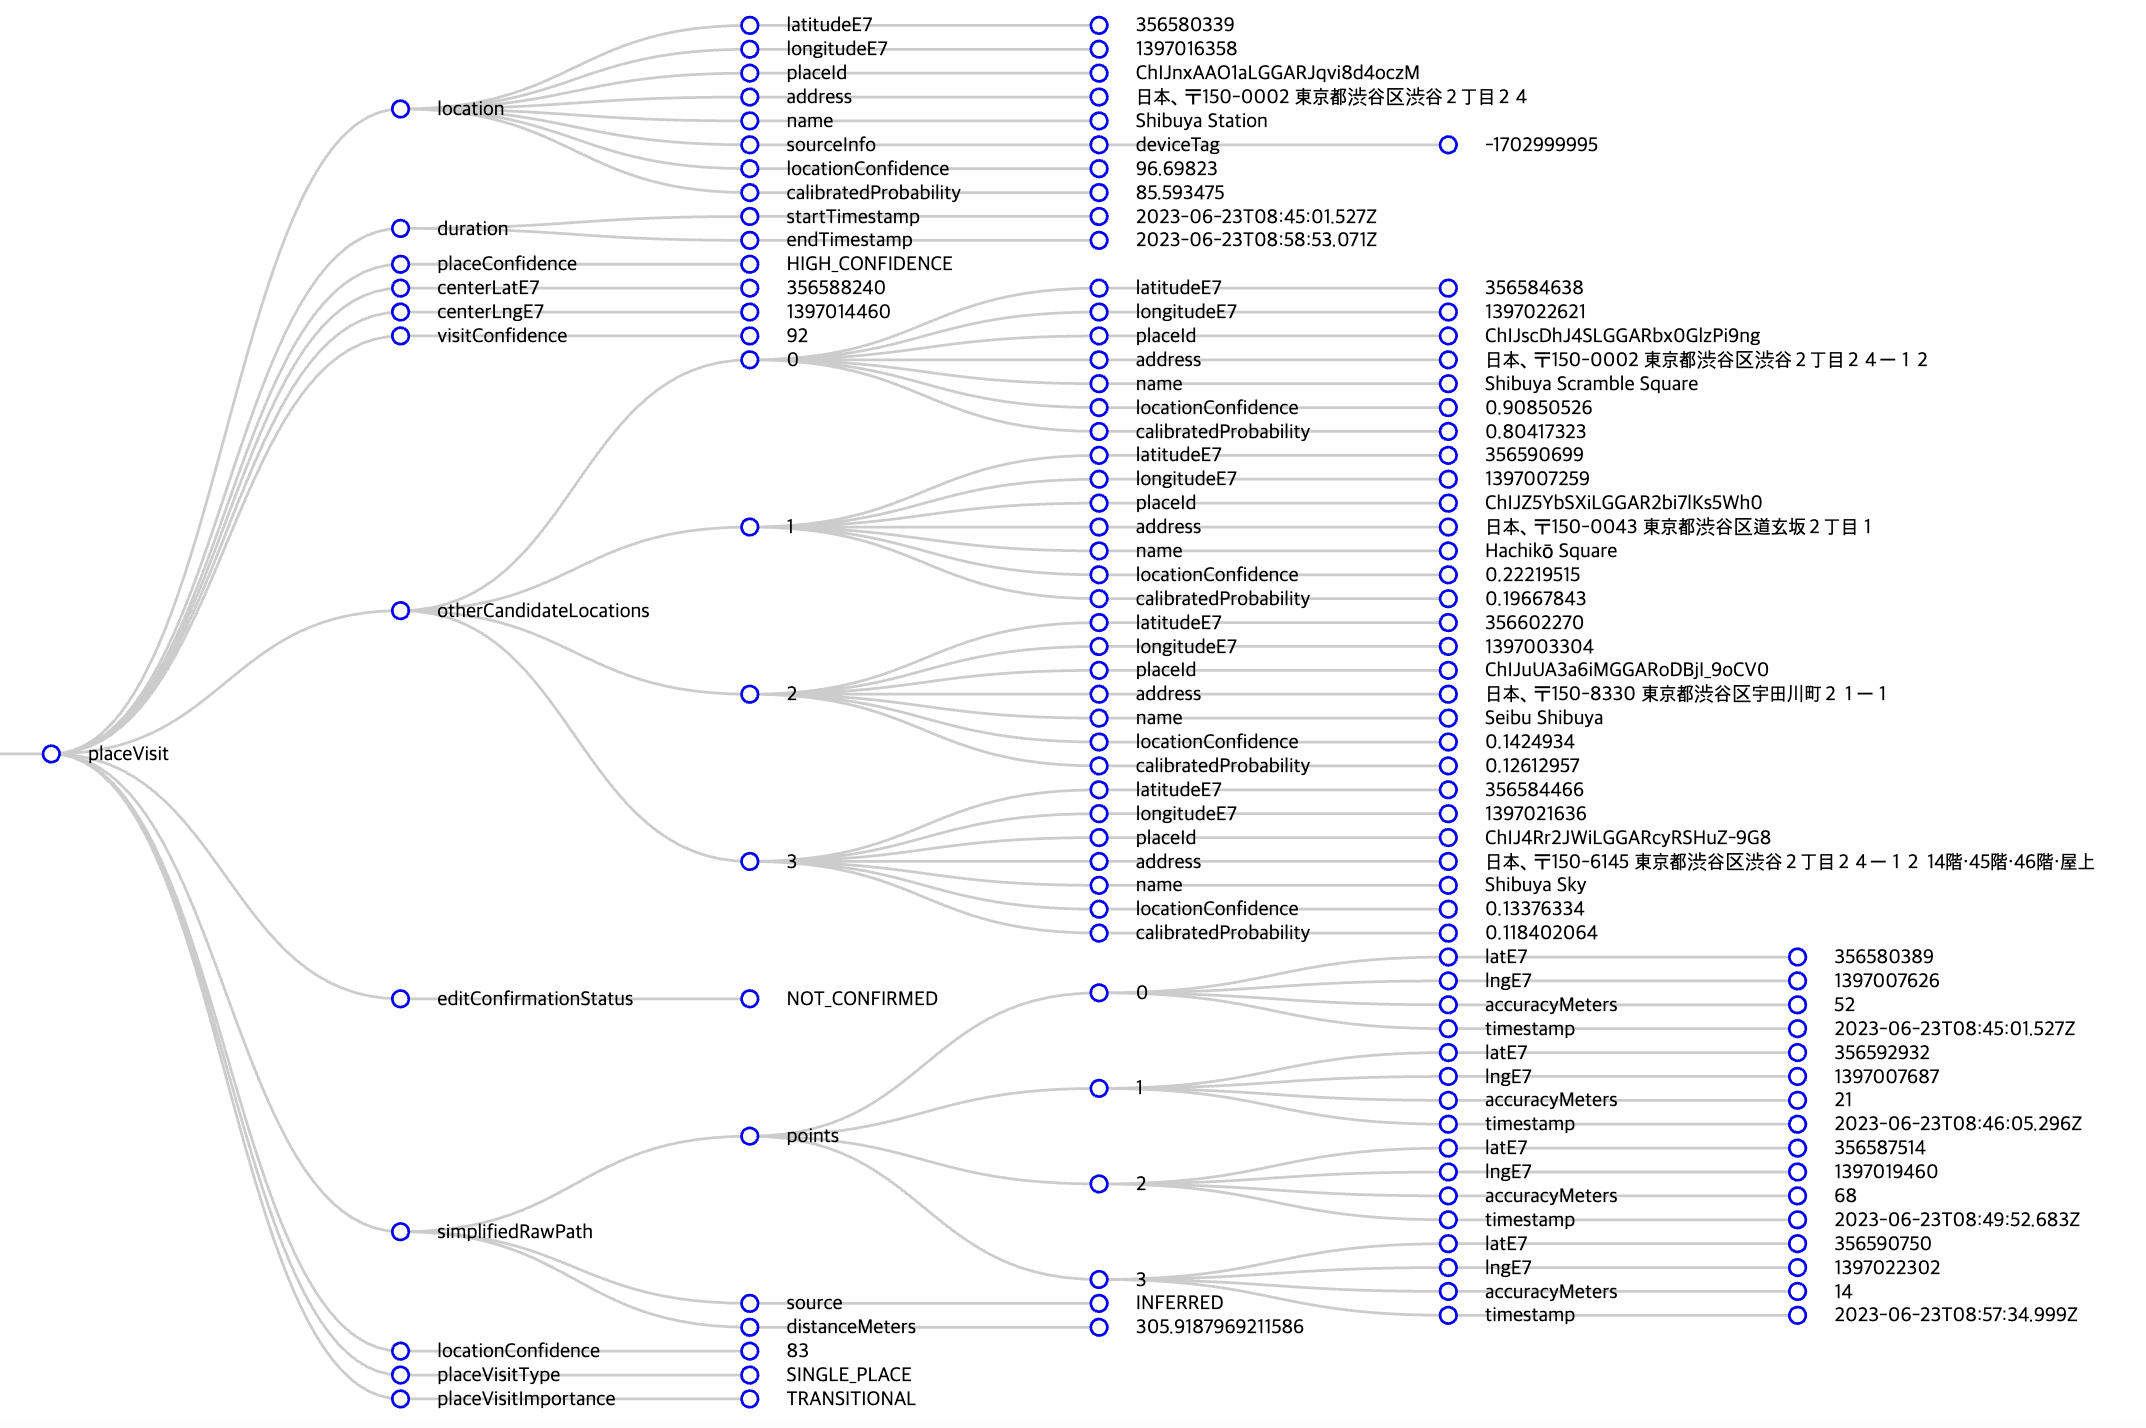 latitudeE7 356580339
longitudeE7 1397016358
placeId ChIJnxAAO1aLGGARJqvi8d4oczM
address 日本、〒150-0002 東京都渋谷区渋谷２丁目２４
location
name Shibuya Station
sourceInfo deviceTag -1702999995
locationConfidence 96.69823
calibratedProbability 85.593475
startTimestamp 2023-06-23T08:45:01.527Z
duration
endTimestamp 2023-06-23T08:58:53.071Z
placeConfidence HIGH_CONFIDENCE
centerLatE7 356588240 latitudeE7 356584638
centerLngE7 1397014460 longitudeE7 1397022621
visitConfidence 92 placeId ChIJscDhJ4SLGGARbx0GlzPi9ng
0 address 日本、〒150-0002 東京都渋谷区渋谷２丁目２４−１２
name Shibuya Scramble Square
locationConfidence 0.90850526
calibratedProbability 0.80417323
latitudeE7 356590699
longitudeE7 1397007259
placeId ChIJZ5YbSXiLGGAR2bi7lKs5Wh0
1 address 日本、〒150-0043 東京都渋谷区道玄坂２丁目１
name Hachikō Square
locationConfidence 0.22219515
calibratedProbability 0.19667843
otherCandidateLocations
latitudeE7 356602270
longitudeE7 1397003304
placeId ChIJuUA3a6iMGGARoDBjI_9oCV0
2 address 日本、〒150-8330 東京都渋谷区宇田川町２１−１
name Seibu Shibuya
locationConfidence 0.1424934
placeVisit
calibratedProbability 0.12612957
latitudeE7 356584466
longitudeE7 1397021636
placeId ChIJ4Rr2JWiLGGARcyRSHuZ-9G8
3 address 日本、〒150-6145 東京都渋谷区渋谷２丁目２４−１２ 14階·45階·46階·屋上
name Shibuya Sky
locationConfidence 0.13376334
calibratedProbability 0.118402064
latE7 356580389
lngE7 1397007626
0
editConfirmationStatus NOT_CONFIRMED
accuracyMeters 52
timestamp 2023-06-23T08:45:01.527Z
latE7 356592932
lngE7 1397007687
1
accuracyMeters 21
timestamp 2023-06-23T08:46:05.296Z
points
latE7 356587514
lngE7 1397019460
2
accuracyMeters 68
timestamp 2023-06-23T08:49:52.683Z
simplifiedRawPath
latE7 356590750
lngE7 1397022302
3
accuracyMeters 14
source INFERRED
timestamp 2023-06-23T08:57:34.999Z
distanceMeters 305.9187969211586
locationConfidence 83
placeVisitType SINGLE_PLACE
placeVisitImportance TRANSITIONAL